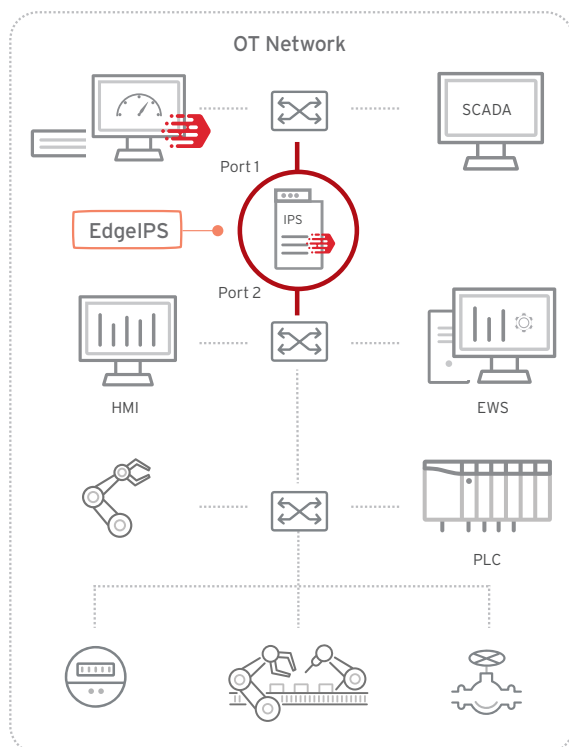 OT Network
SCADA
Port 1
IPS
EdgeIPS
Port 2
HMI
EWS
PLC